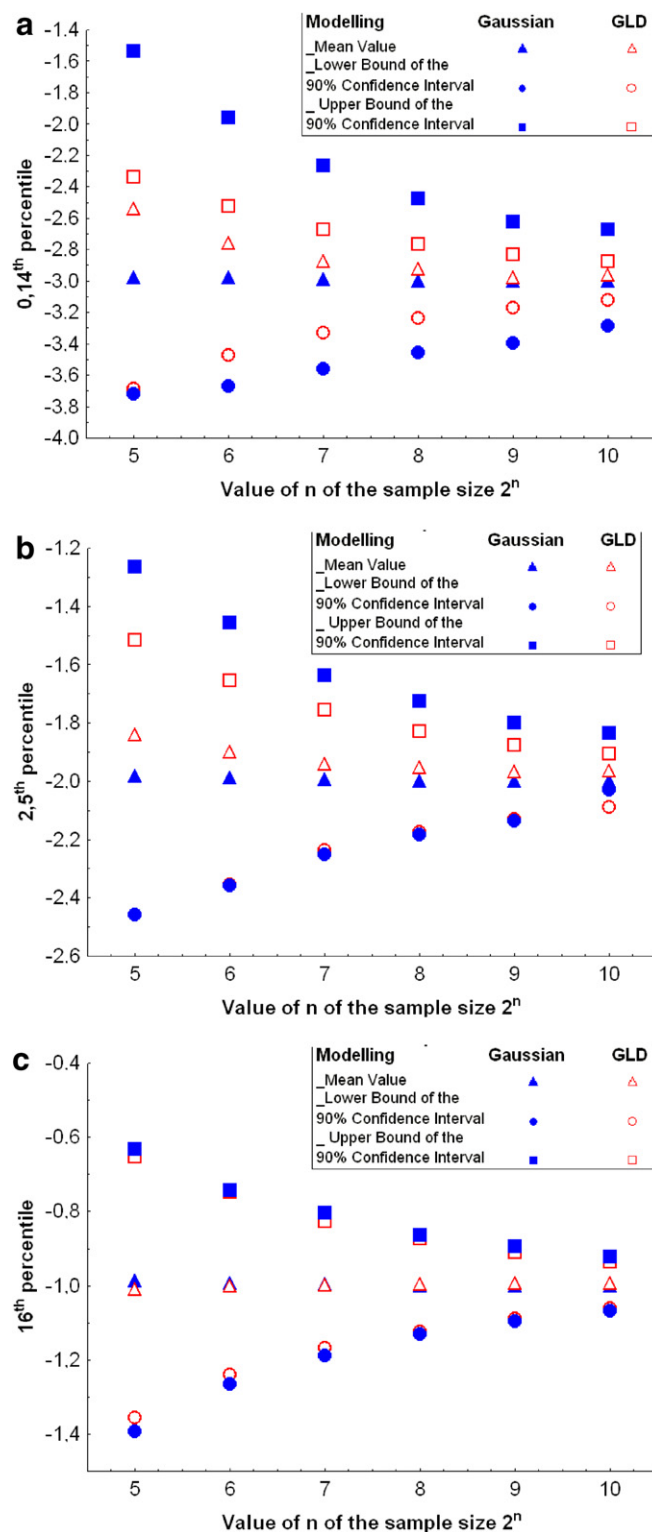 a
Modelling Gaussian GLD
_Mean Value
_Lower Bound of the
90% Confidence Interval
_ Upper Bound of the
90% Confidence Interval
-1.4
-1.6
-1.8
-2.0
-2.2
-2.4
-2.6
-2.8
-3.0
-3.2
-3.4
-3.6
-3.8
-4.0
0,14th percentile
5 6 7 8 9 10
Value of n of the sample size 2^n
b
Modelling Gaussian GLD
_Mean Value
_Lower Bound of the
90% Confidence Interval
_ Upper Bound of the
90% Confidence Interval
-1.2
-1.4
-1.6
-1.8
-2.0
-2.2
-2.4
-2.6
2,5th percentile
5 6 7 8 9 10
Value of n of the sample size 2^n
c
Modelling Gaussian GLD
_Mean Value
_Lower Bound of the
90% Confidence Interval
_ Upper Bound of the
90% Confidence Interval
-0.4
-0.6
-0.8
-1.0
-1.2
-1.4
16th percentile
5 6 7 8 9 10
Value of n of the sample size 2^n